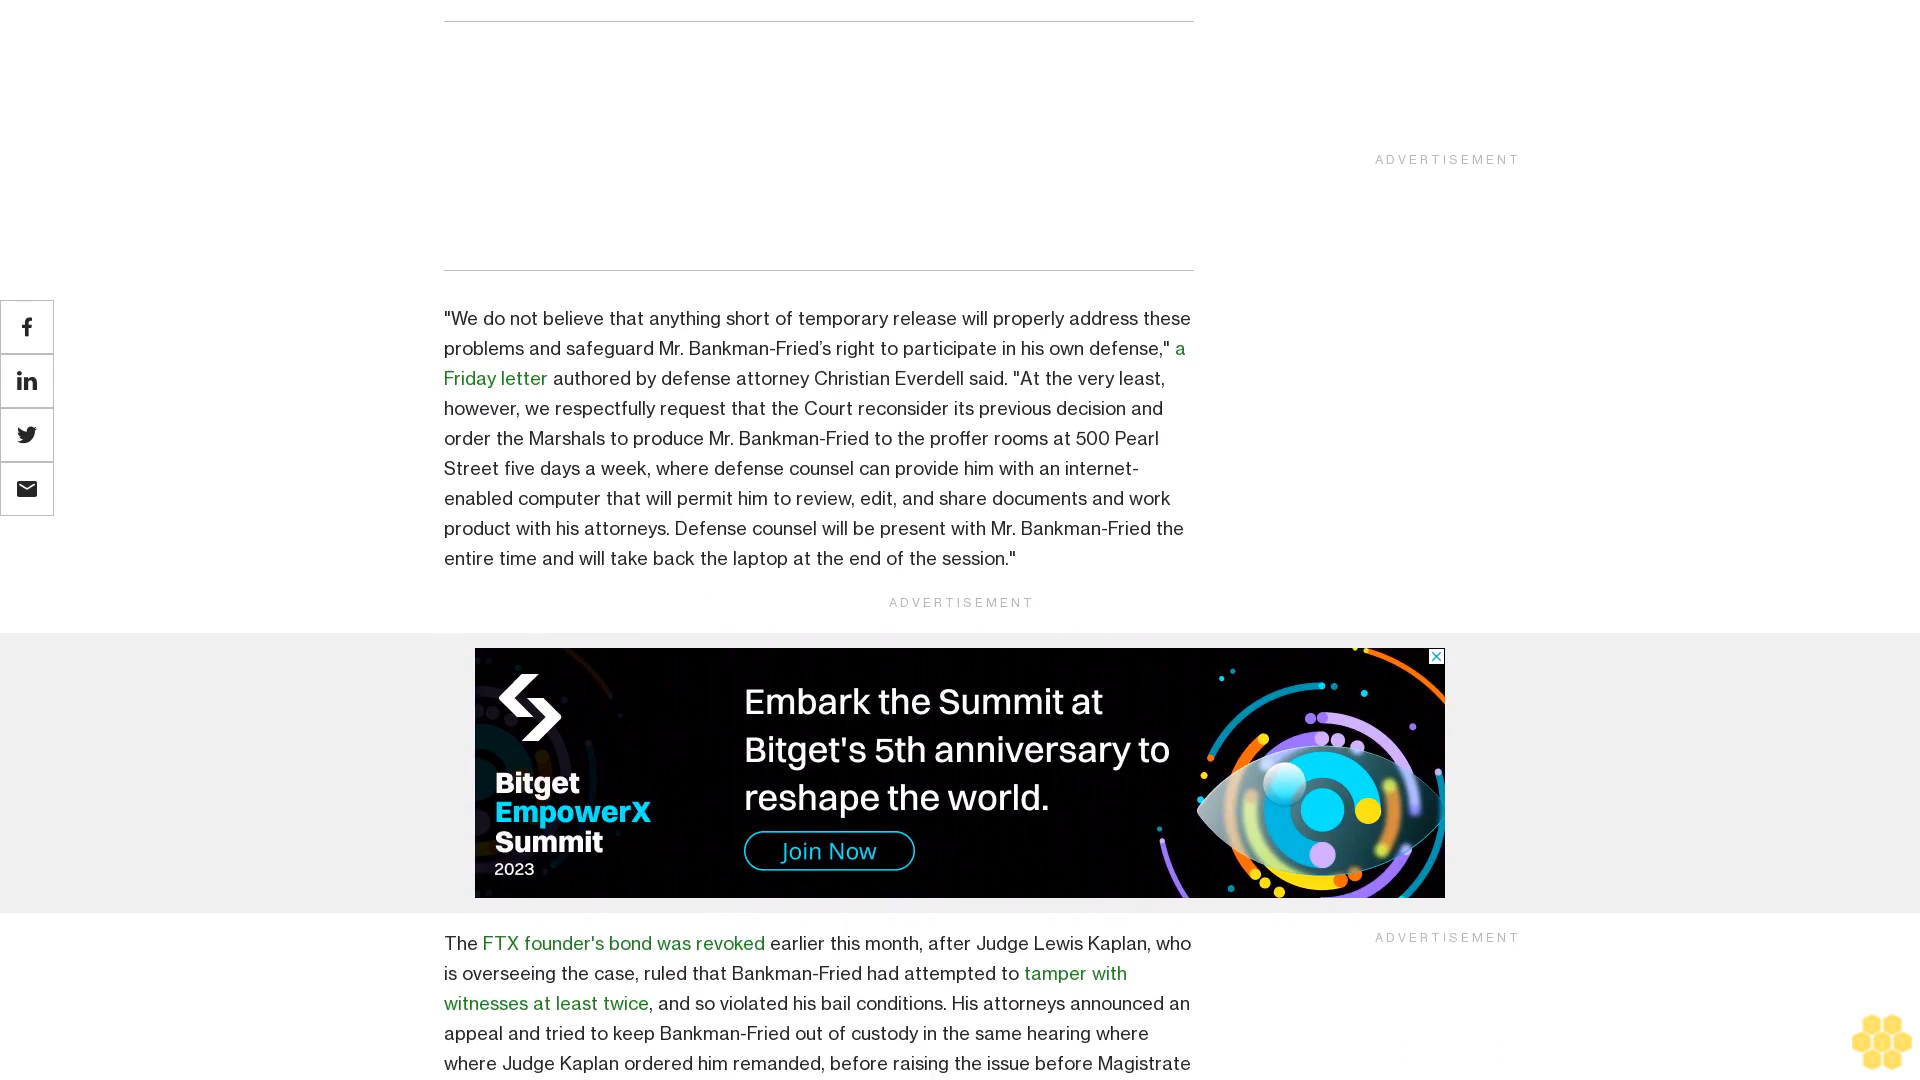 ADVERTISEMENT
"We do not believe that anything short of temporary release will properly address these
problems and safeguard Mr. Bankman-Fried’s right to participate in his own defense," a
Friday letter authored by defense attorney Christian Everdell said. "At the very least,
however, we respectfully request that the Court reconsider its previous decision and
order the Marshals to produce Mr. Bankman-Fried to the proffer rooms at 500 Pearl
Street five days a week, where defense counsel can provide him with an internet-
enabled computer that will permit him to review, edit, and share documents and work
product with his attorneys. Defense counsel will be present with Mr. Bankman-Fried the
entire time and will take back the laptop at the end of the session."
ADVERTISEMENT
Bitget
EmpowerX
Summit
2023
Embark the Summit at
Bitget's 5th anniversary to
reshape the world.
Join Now
The FTX founder's bond was revoked earlier this month, after Judge Lewis Kaplan, who
is overseeing the case, ruled that Bankman-Fried had attempted to tamper with
witnesses at least twice, and so violated his bail conditions. His attorneys announced an
appeal and tried to keep Bankman-Fried out of custody in the same hearing where
where Judge Kaplan ordered him remanded, before raising the issue before Magistrate
ADVERTISEMENT